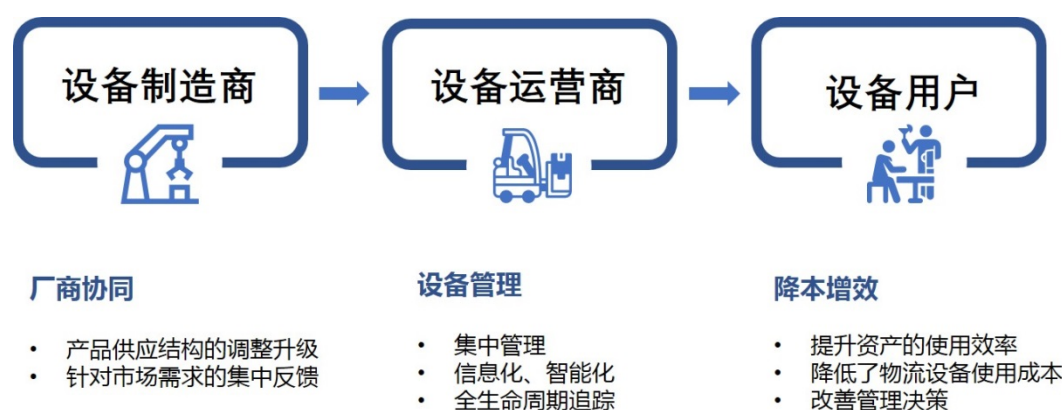 设备制造商
设备运营商
设备用户
厂商协同
• 产品供应结构的调整升级
• 针对市场需求的集中反馈
设备管理
• 集中管理
• 信息化、智能化
• 全生命周期追踪
降本增效
• 提升资产的使用效率
• 降低了物流设备使用成本
• 改善管理决策